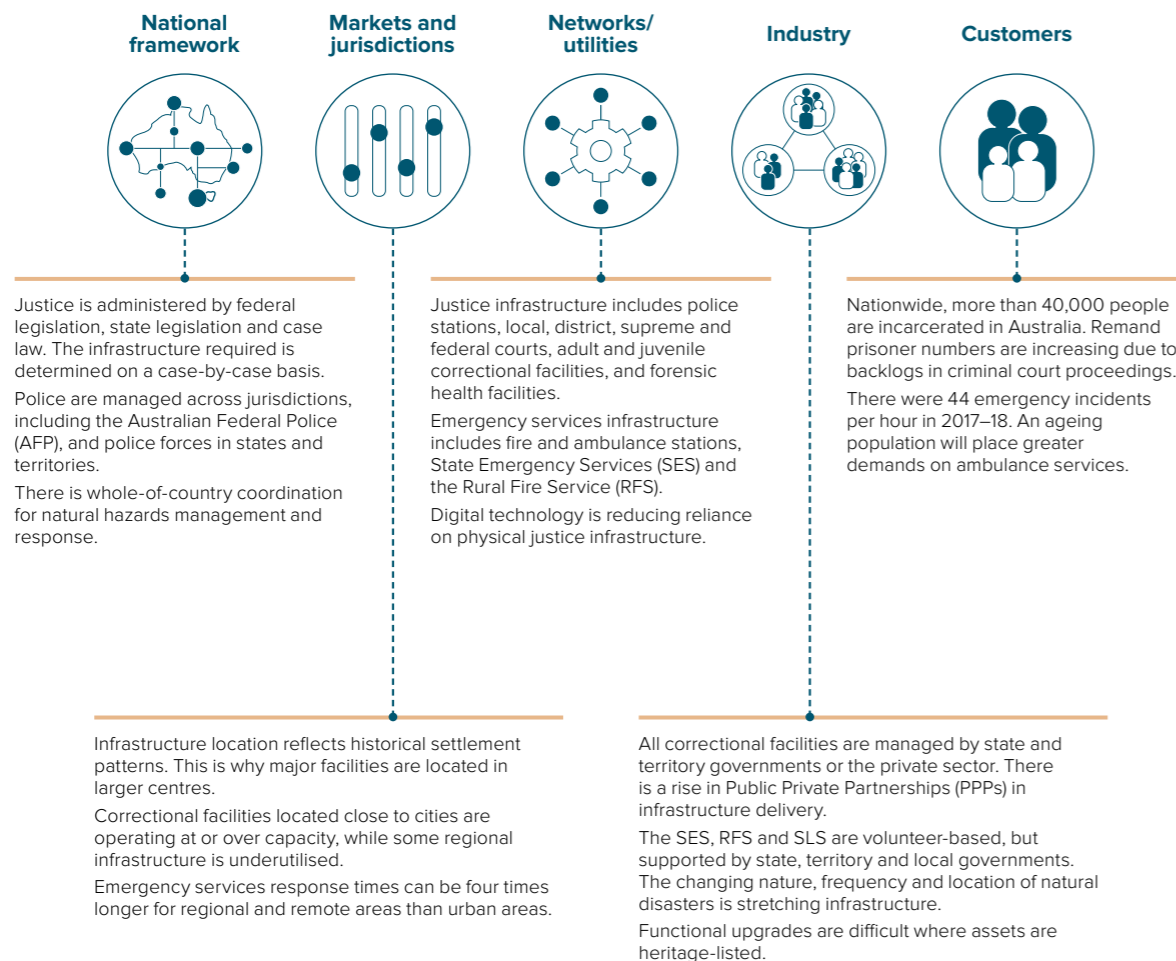 National
framework
Markets and
jurisdictions
Networks/
utilities
Industry
Customers
Justice is administered by federal
legislation, state legislation and case
law. The infrastructure required is
determined on a case-by-case basis.
Police are managed across jurisdictions,
including the Australian Federal Police
(AFP), and police forces in states and
territories.
There is whole-of-country coordination
for natural hazards management and
response.
Justice infrastructure includes police
stations, local, district, supreme and
federal courts, adult and juvenile
correctional facilities, and forensic
health facilities.
Emergency services infrastructure
includes fire and ambulance stations,
State Emergency Services (SES) and
the Rural Fire Service (RFS).
Digital technology is reducing reliance
on physical justice infrastructure.
Nationwide, more than 40,000 people
are incarcerated in Australia. Remand
prisoner numbers are increasing due to
backlogs in criminal court proceedings.
There were 44 emergency incidents
per hour in 2017–18. An ageing
population will place greater
demands on ambulance services.
Infrastructure location reflects historical settlement
patterns. This is why major facilities are located in
larger centres.
Correctional facilities located close to cities are
operating at or over capacity, while some regional
infrastructure is underutilised.
Emergency services response times can be four times
longer for regional and remote areas than urban areas.
All correctional facilities are managed by state and
territory governments or the private sector. There
is a rise in Public Private Partnerships (PPPs) in
infrastructure delivery.
The SES, RFS and SLS are volunteer-based, but
supported by state, territory and local governments.
The changing nature, frequency and location of natural
disasters is stretching infrastructure.
Functional upgrades are difficult where assets are
heritage-listed.